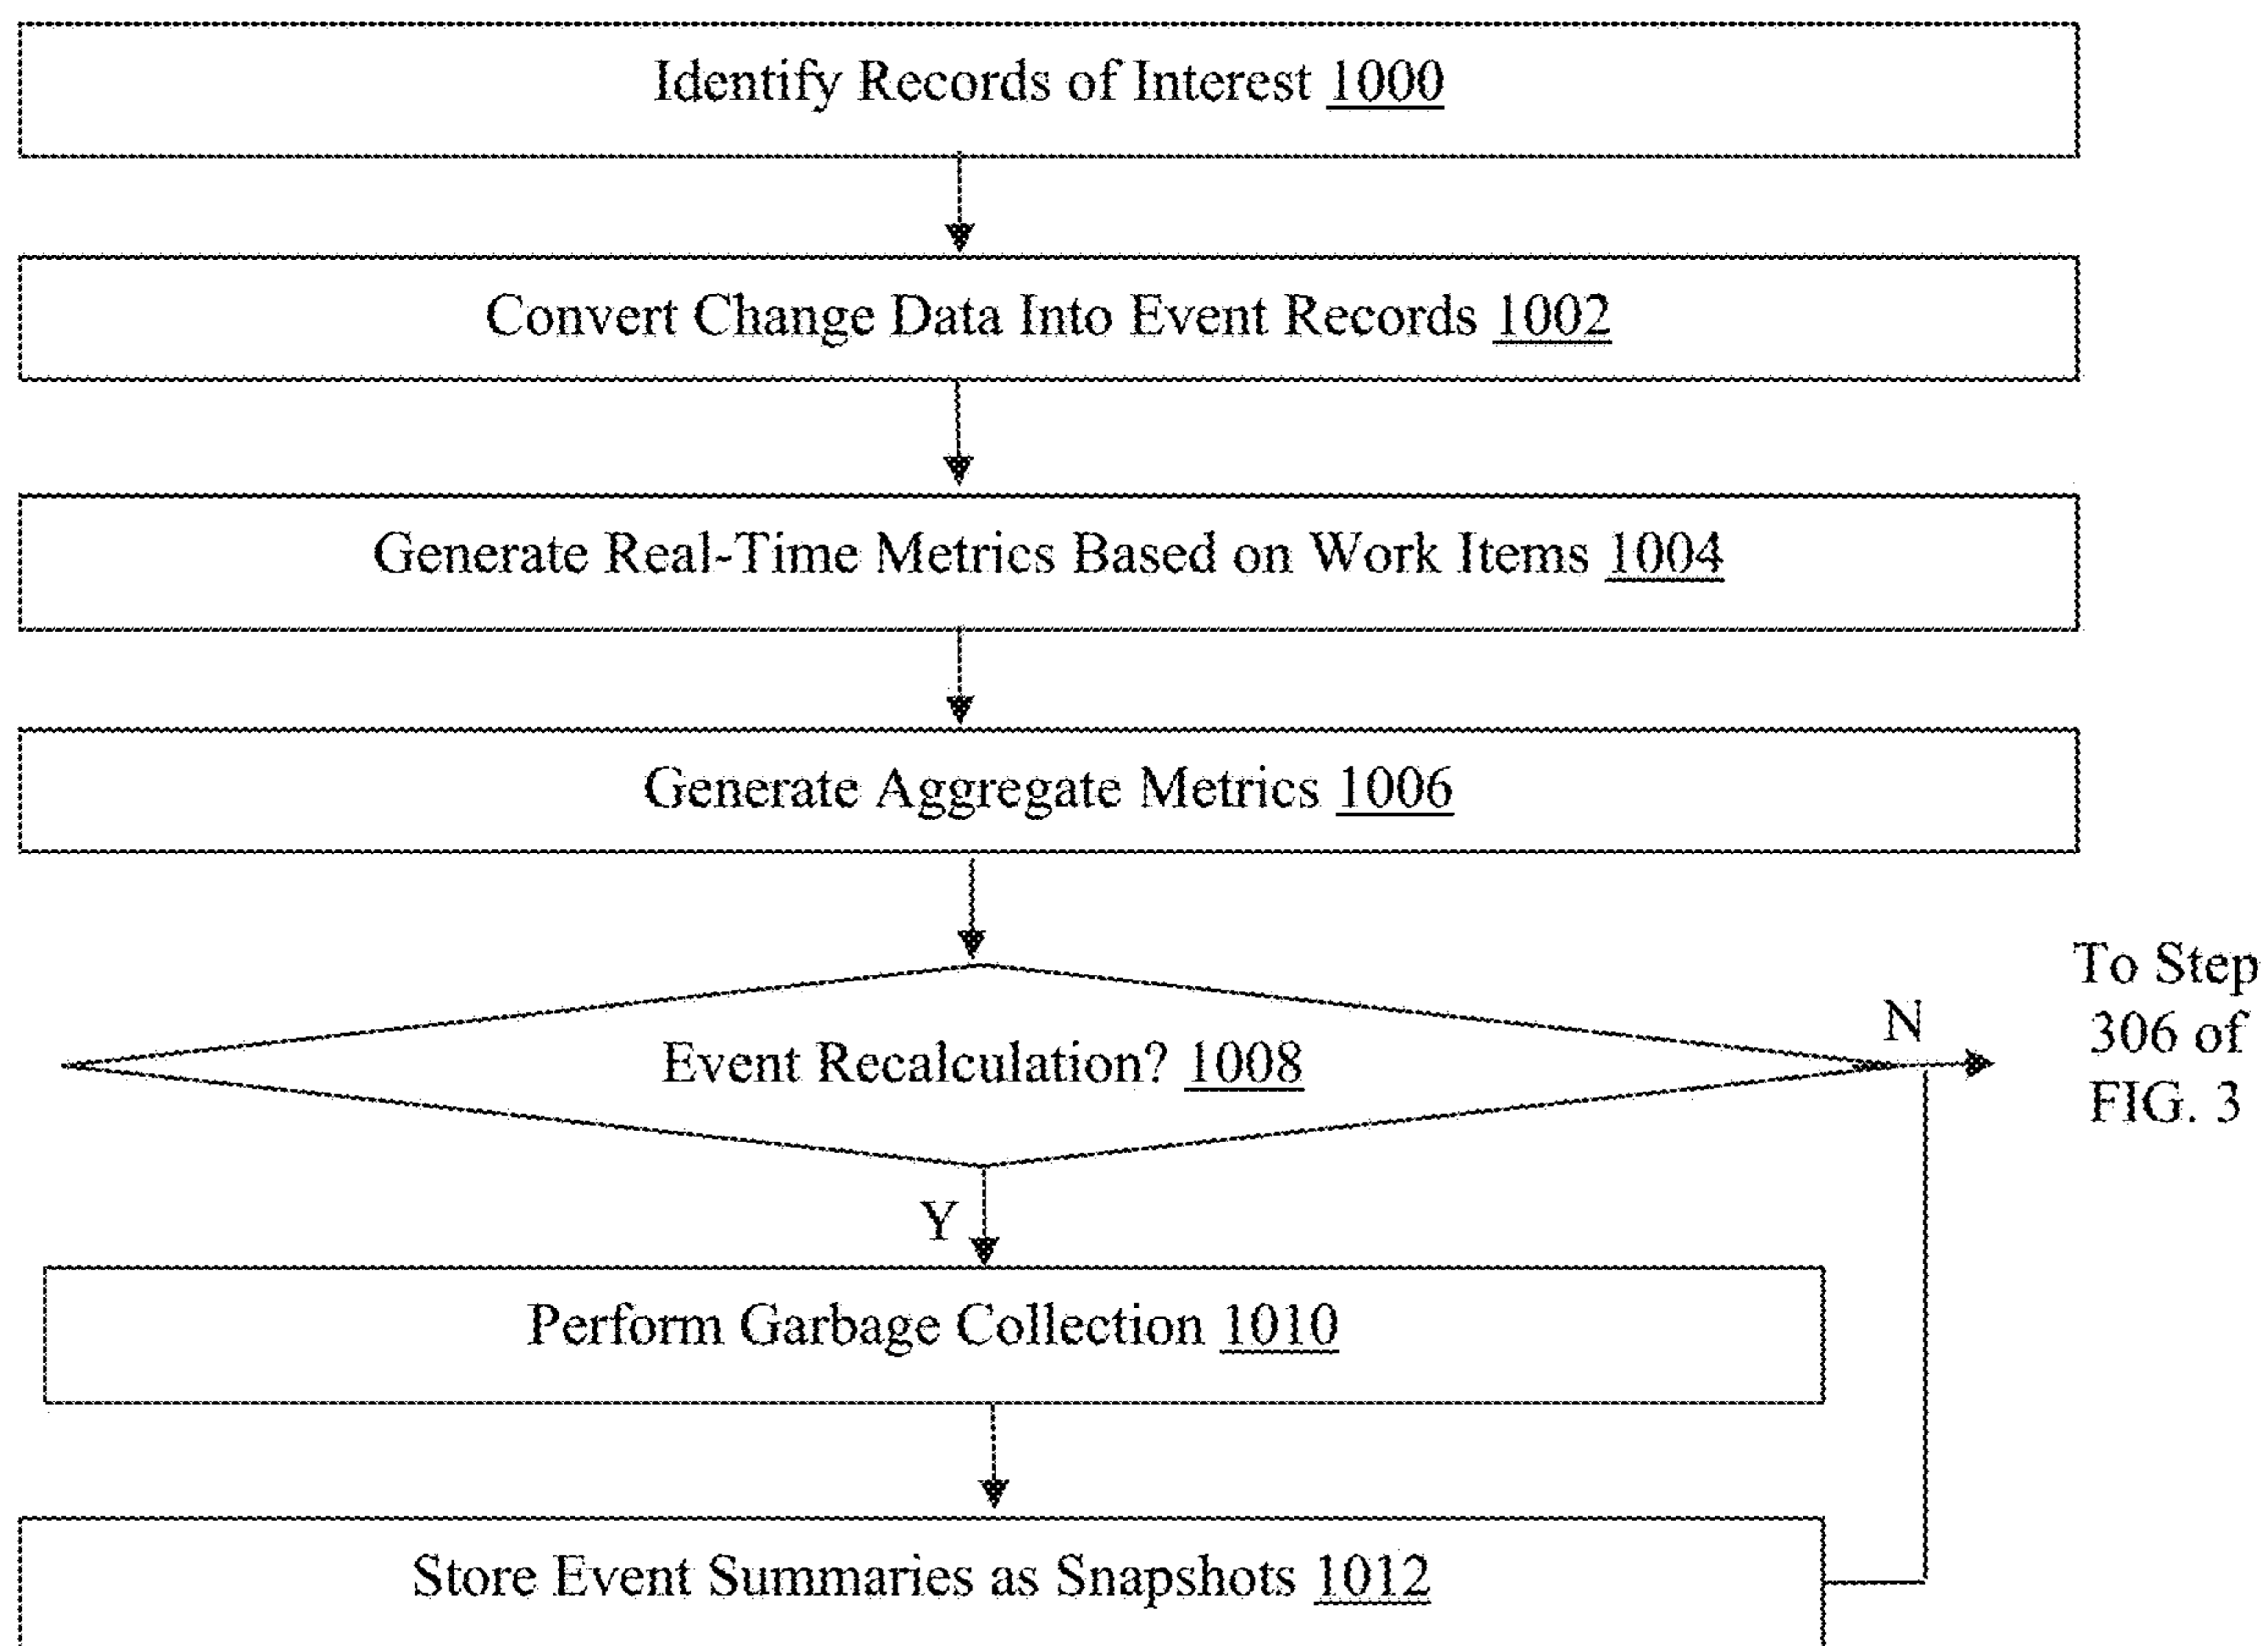 Identify Records of Interest 1000
Convert Change Data Into Event Records 1002
Generate Real-Time Metrics Based on Work Items 1004
Generate Aggregate Metrics 1006
Event Recalculation? 1008
N
To Step
306 of
FIG. 3
Y
Perform Garbage Collection 1010
Store Event Summaries as Snapshots 1012